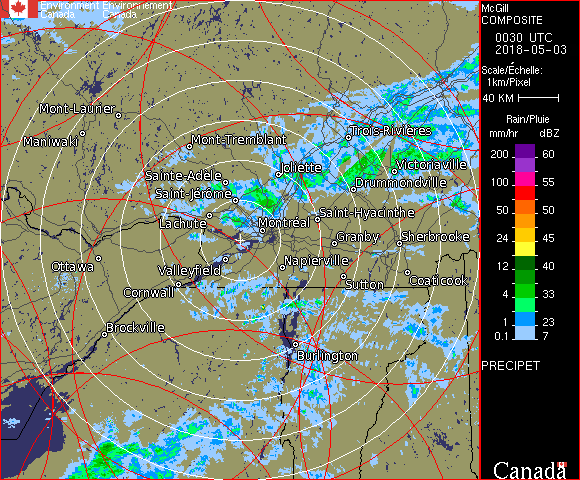 Environment Environnement
Canada Canada
McGill
COMPOSITE
0030 UTC
2018-05-03
Scale/Échelle:
1km/Pixel
40 KM
Rain/Pluie
mm/hr dBZ
200 60
100 55
50 50
24 45
12 40
4 33
1 23
0.1 7
PRECIPET
Canada
Mont-Laurier
Maniwaki
Mont-Tremblant
Trois-Rivières
Joliette
Victoriaville
Sainte-Adèle
Saint-Jérôme
Drummondville
Lachute
Montréal
Saint-Hyacinthe
Granby
Sherbrooke
Ottawa
Valleyfield
Napierville
Cornwall
Sutton
Coaticook
Brockville
Burlington